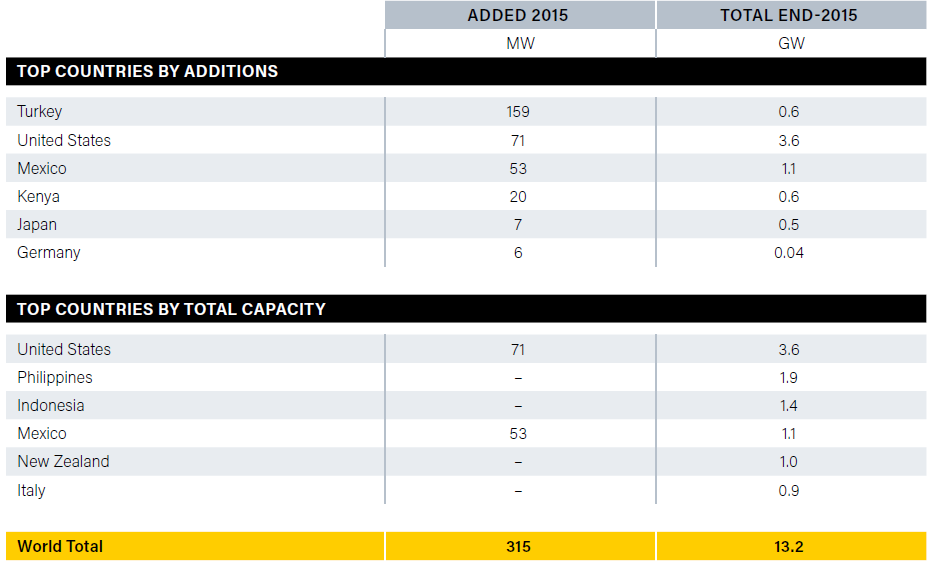 ADDED 2015 TOTAL END-2015
MW GW
TOP COUNTRIES BY ADDITIONS
Turkey 159 0.6
United States 71 3.6
Mexico 53 1.1
Kenya 20 0.6
Japan 7 0.5
Germany 6 0.04
TOP COUNTRIES BY TOTAL CAPACITY
United States 71 3.6
Philippines – 1.9
Indonesia – 1.4
Mexico 53 1.1
New Zealand – 1.0
Italy – 0.9
World Total 315 13.2